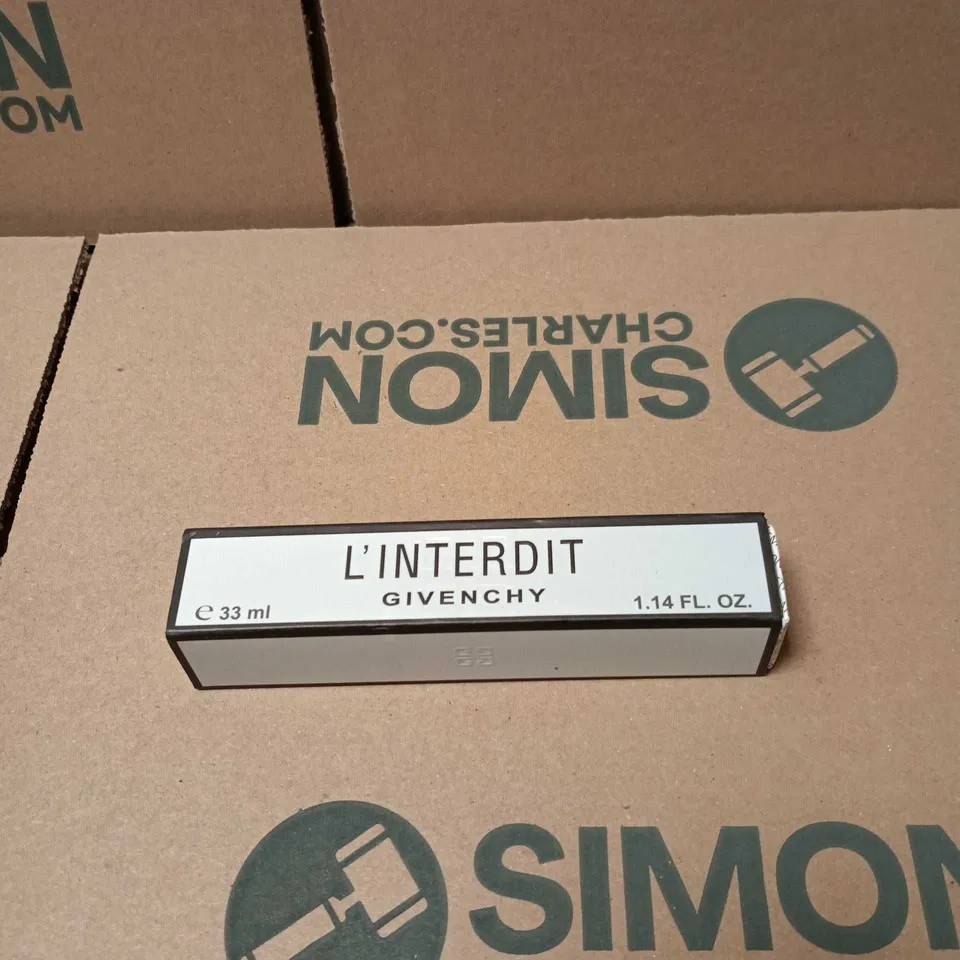 N
OM
SIMON
CHARLES.COM
L'INTERDIT
GIVENCHY
e 33 ml
1.14 FL. OZ.
SIMON